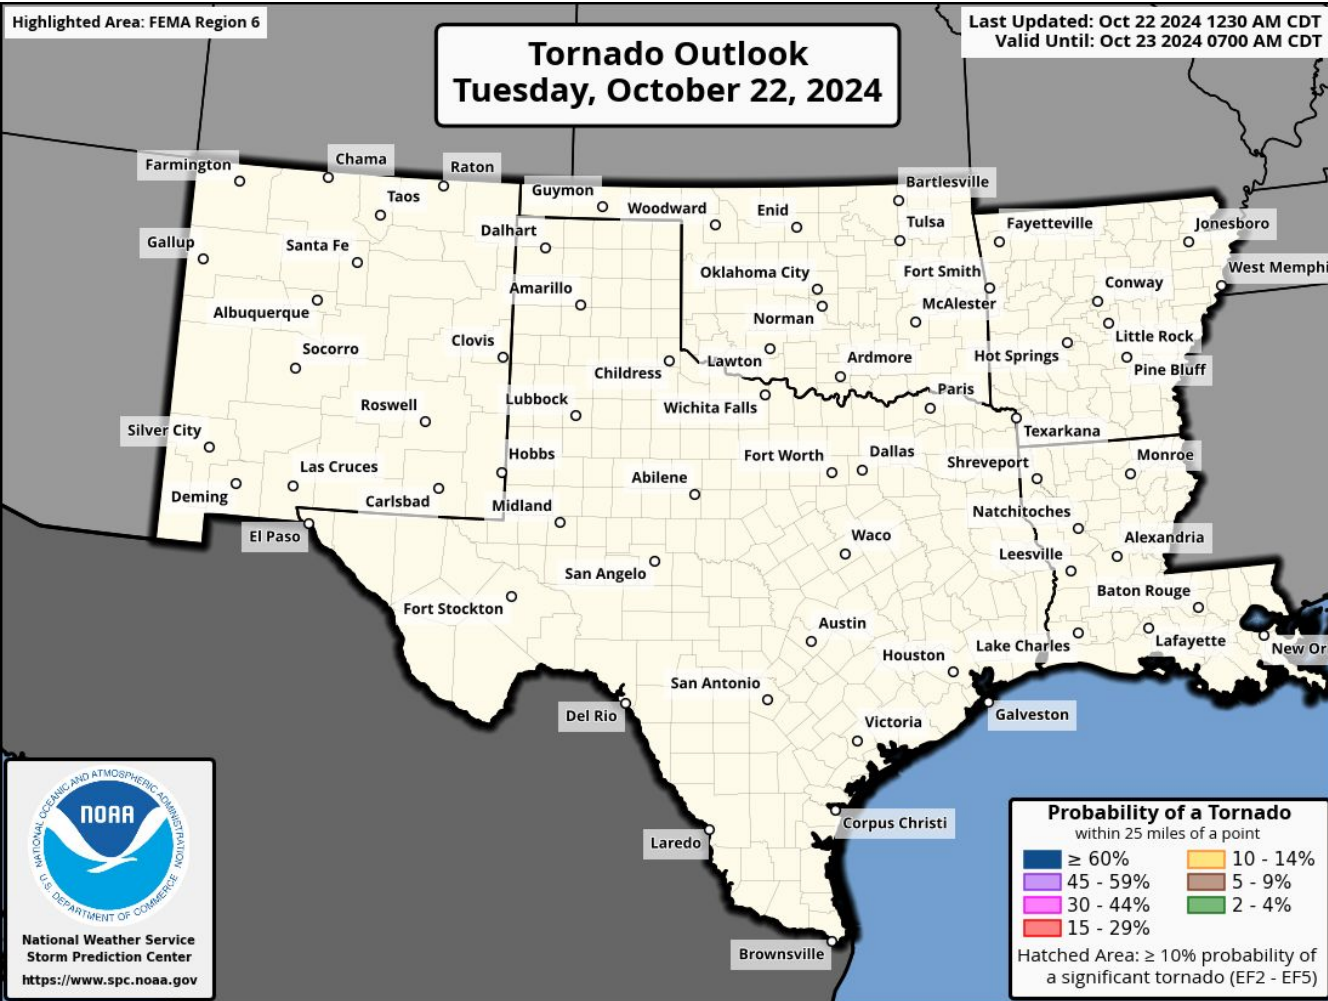 Highlighted Area: FEMA Region 6
Last Updated: Oct 22 2024 1230 AM CDT
Valid Until: Oct 23 2024 0700 AM CDT
Tornado Outlook
Tuesday, October 22, 2024
Farmington
Chama
Raton
Taos
Guymon
Woodward
Enid
Bartlesville
Tulsa
Fayetteville
Jonesboro
Gallup
Santa Fe
Dalhart
Oklahoma City
Fort Smith
West Memphi
Albuquerque
Amarillo
Norman
McAlester
Conway
Socorro
Clovis
Childress
Lawton
Ardmore
Hot Springs
Little Rock
Pine Bluff
Roswell
Lubbock
Wichita Falls
Paris
Texarkana
Silver City
Las Cruces
Hobbs
Abilene
Fort Worth
Dallas
Shreveport
Monroe
Deming
Carlsbad
Midland
Natchitoches
El Paso
San Angelo
Waco
Leesville
Alexandria
Fort Stockton
Baton Rouge
Austin
Houston
Lake Charles
Lafayette
New Or
Del Rio
San Antonio
Victoria
Galveston
Laredo
Corpus Christi
Brownsville
NATIONAL OCEANIC AND ATMOSPHERIC ADMINISTRATION
NOAA
U.S. DEPARTMENT OF COMMERCE
National Weather Service
Storm Prediction Center
https://www.spc.noaa.gov
Probability of a Tornado
within 25 miles of a point
≥ 60%
10 - 14%
45 - 59%
5 - 9%
30 - 44%
2 - 4%
15 - 29%
Hatched Area: ≥ 10% probability of
a significant tornado (EF2 - EF5)